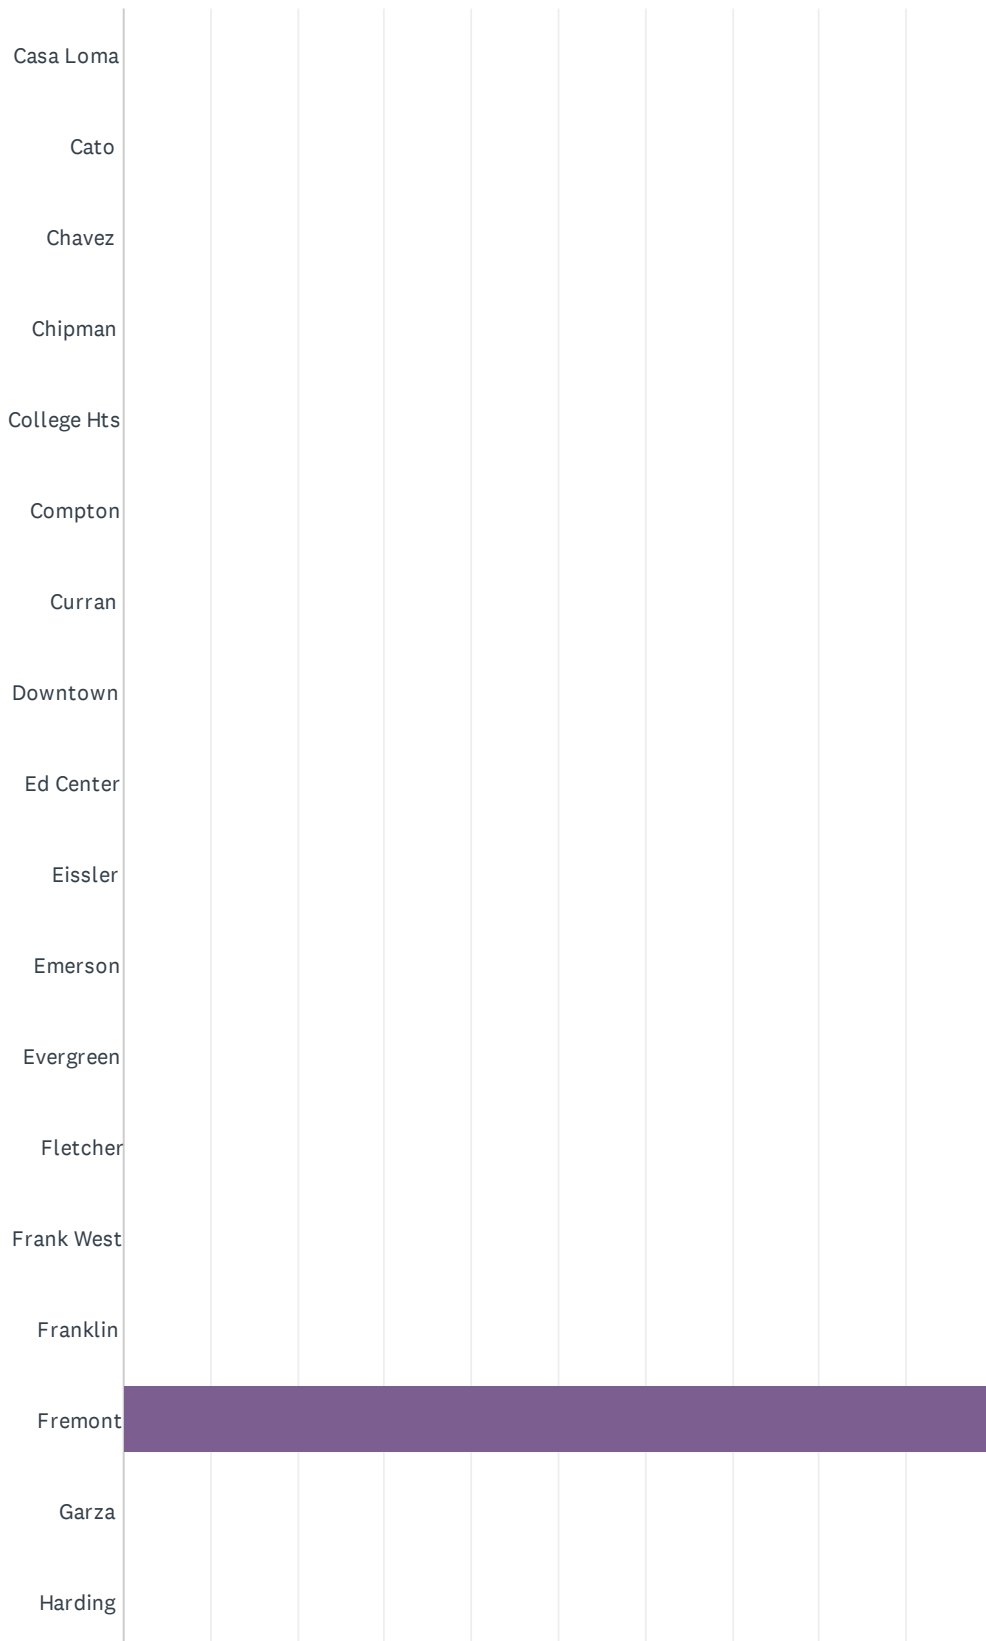 Casa Loma
Cato
Chavez
Chipman
College Hts
Compton
Curran
Downtown
Ed Center
Eissler
Emerson
Evergreen
Fletcher
Frank West
Franklin
Fremont
Garza
Harding